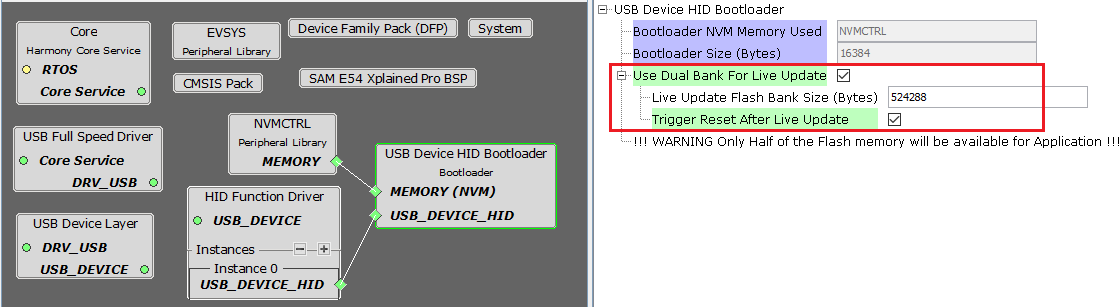 Core
Harmony Core Service
RTOS
Core Service
EVSYS
Peripheral Library
Device Family Pack (DFP)
System
CMSIS Pack
SAM E54 Xplained Pro BSP
USB Full Speed Driver
Core Service
DRV_USB
NVMCTRL
Peripheral Library
MEMORY
USB Device HID Bootloader
Bootloader
MEMORY (NVM)
USB_DEVICE_HID
HID Function Driver
USB_DEVICE
Instances
Instance 0
USB_DEVICE_HID
USB Device Layer
DRV_USB
USB_DEVICE
USB Device HID Bootloader
Bootloader NVM Memory Used NVMCTRL
Bootloader Size (Bytes) 16384
Use Dual Bank For Live Update
Live Update Flash Bank Size (Bytes) 524288
Trigger Reset After Live Update
!!! WARNING Only Half of the Flash memory will be available for Application !!!